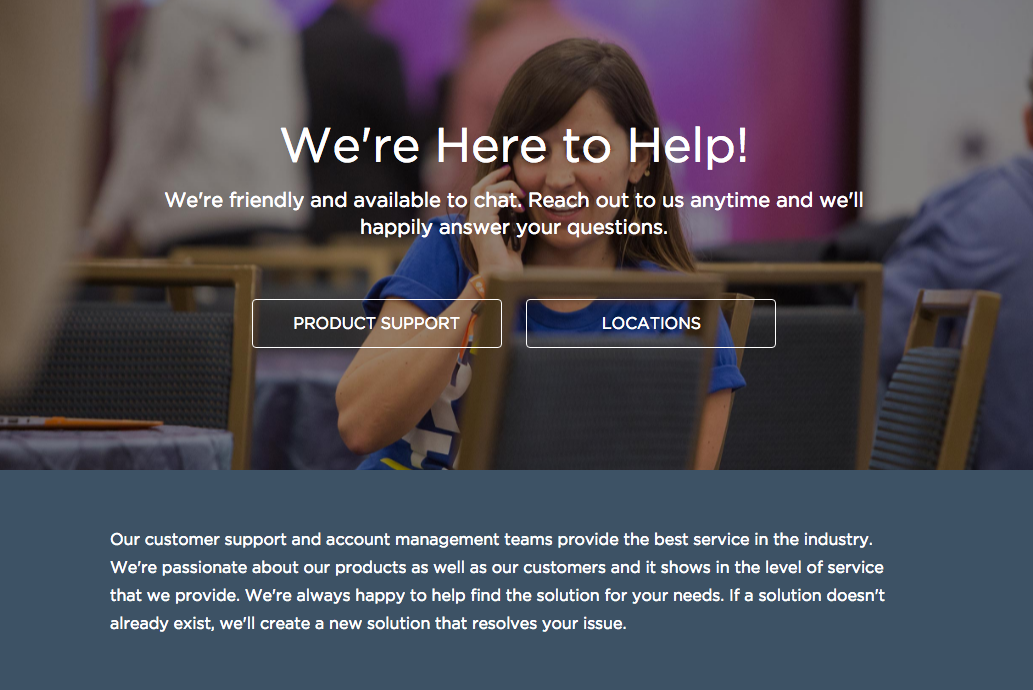 We're Here to Help!
We're friendly and available to chat. Reach out to us anytime and we'll
happily answer your questions.
PRODUCT SUPPORT
LOCATIONS
Our customer support and account management teams provide the best service in the industry.
We're passionate about our products as well as our customers and it shows in the level of service
that we provide. We're always happy to help find the solution for your needs. If a solution doesn't
already exist, we'll create a new solution that resolves your issue.